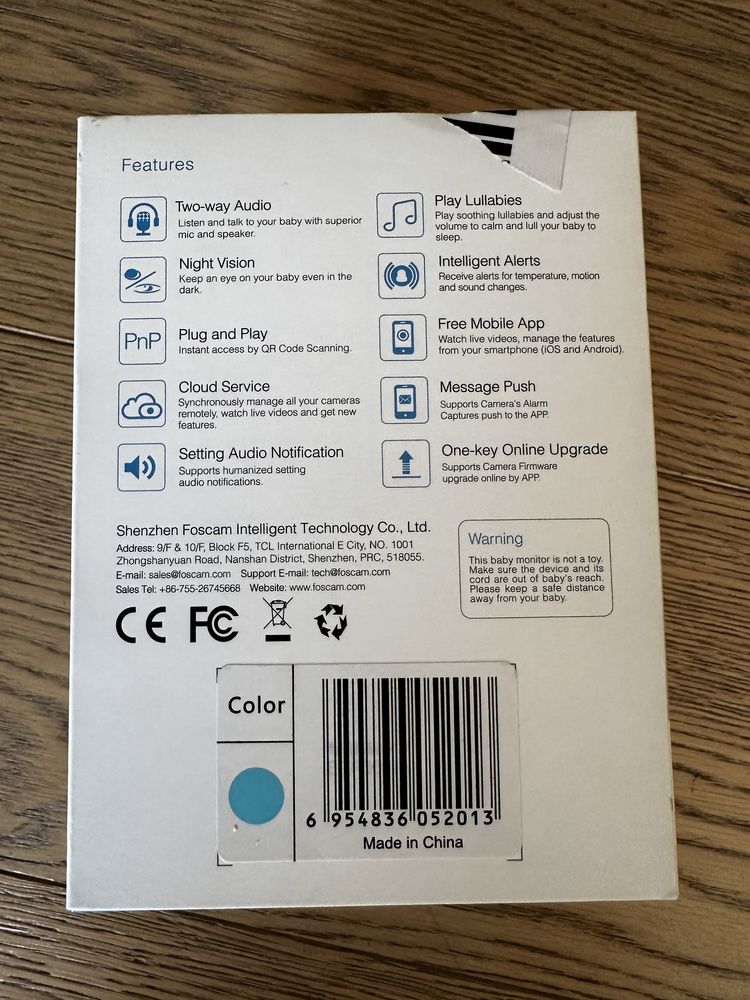 Features
Two-way Audio
Listen and talk to your baby with superior
mic and speaker.
Night Vision
Keep an eye on your baby even in the
dark.
PnP
Plug and Play
Instant access by QR Code Scanning.
Cloud Service
Synchronously manage all your cameras
remotely, watch live videos and get new
features.
Setting Audio Notification
Supports humanized setting
audio notifications.
Play Lullabies
Play soothing lullabies and adjust the
volume to calm and lull your baby to
sleep.
Intelligent Alerts
Receive alerts for temperature, motion
and sound changes.
Free Mobile App
Watch live videos, manage the features
from your smartphone (iOS and Android).
Message Push
Supports Camera's Alarm
Captures push to the APP.
One-key Online Upgrade
Supports Camera Firmware
upgrade online by APP.
Shenzhen Foscam Intelligent Technology Co., Ltd.
Address: 9/F & 10/F, Block F5, TCL International E City, NO. 1001
Zhongshanyuan Road, Nanshan District, Shenzhen, PRC, 518055.
E-mail: sales@foscam.com Support E-mail: tech@foscam.com
Sales Tel: +86-755-26745668 Website: www.foscam.com
CE FC
Warning
This baby monitor is not a toy.
Make sure the device and its
cord are out of baby's reach.
Please keep a safe distance
away from your baby.
Color
6 954836 052013
Made in China